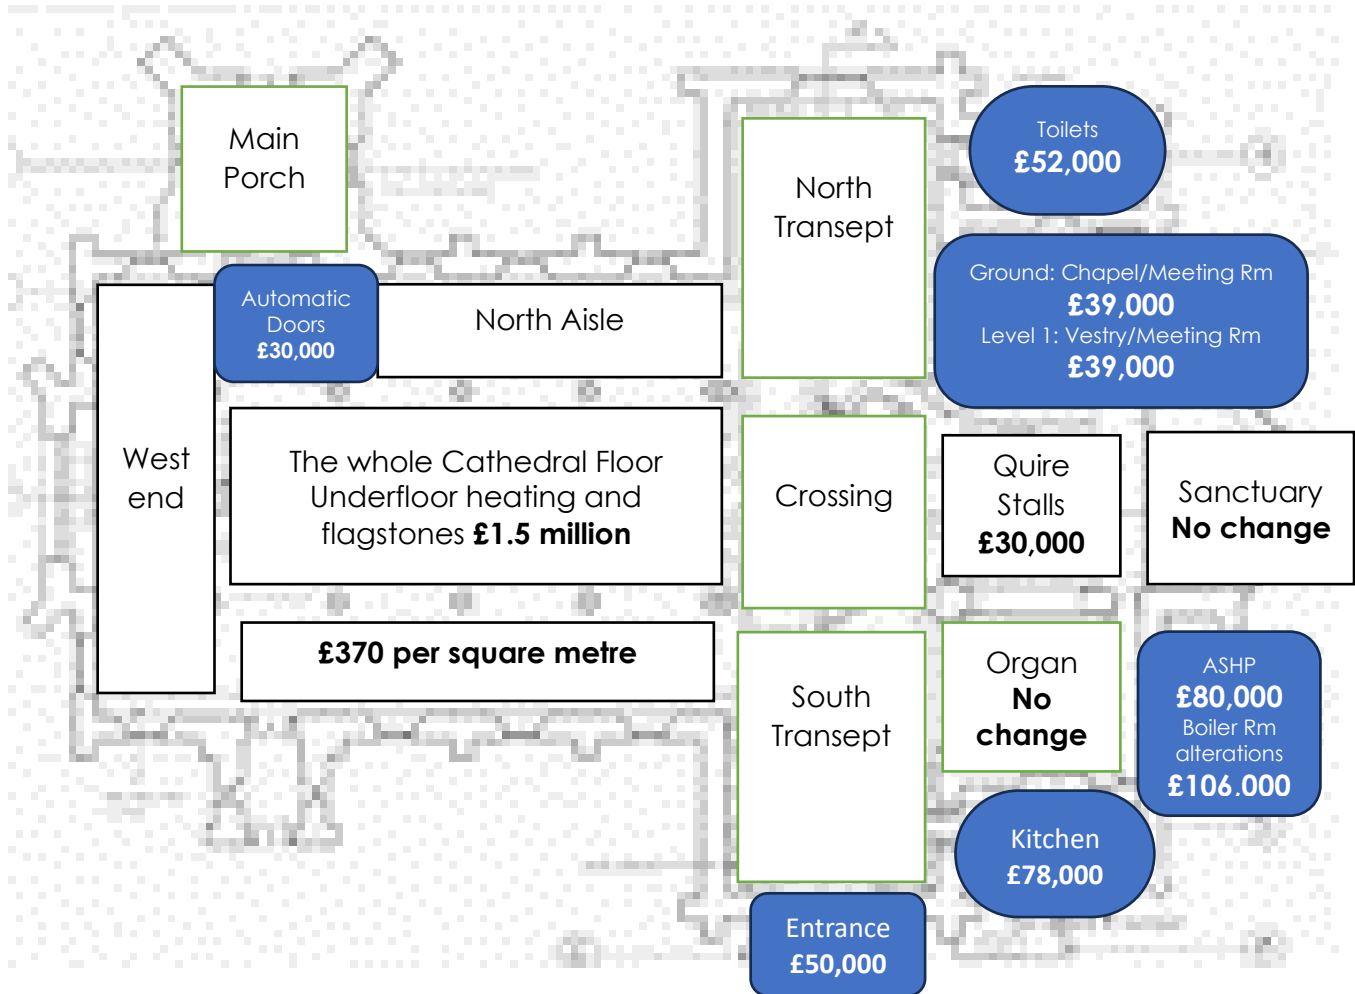 Main
Porch
North
Transept
Toilets
£52,000
Ground: Chapel/Meeting Rm
£39,000
Level 1: Vestry/Meeting Rm
£39,000
Automatic
Doors
£30,000
North Aisle
West
end
The whole Cathedral Floor
Underfloor heating and
flagstones £1.5 million
Crossing
Quire
Stalls
£30,000
Sanctuary
No change
£370 per square metre
South
Transept
Organ
No
change
ASHP
£80,000
Boiler Rm
alterations
£106.000
Kitchen
£78,000
Entrance
£50,000